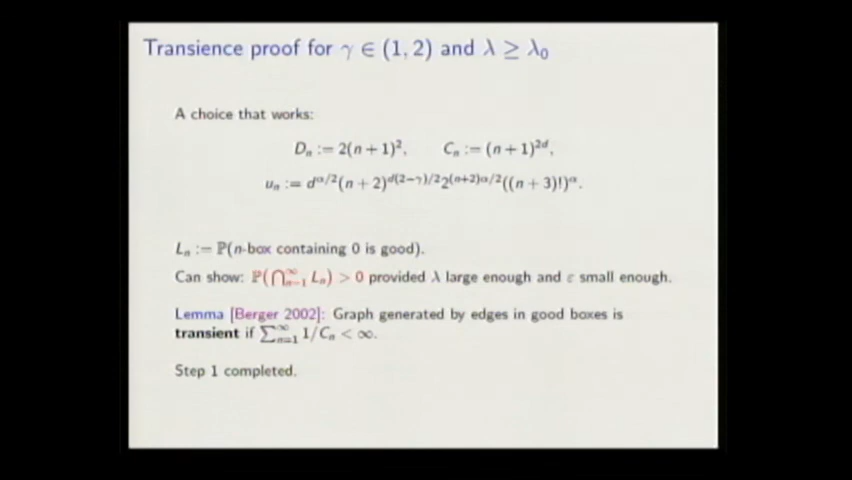 Transience proof for γ ∈ (1, 2) and λ ≥ λ₀
A choice that works:
Dₙ := 2(n + 1)², Cₙ := (n + 1)^{2d},
uₙ := d^{α/2}(n + 2)^{d(2−γ)/2}2^{(n+2)α/2}((n + 3)!)^α.
Lₙ := ℙ(n-box containing 0 is good).
Can show: ℙ(⋂_{n=1}^∞ Lₙ) > 0 provided λ large enough and ε small enough.
Lemma [Berger 2002]: Graph generated by edges in good boxes is
transient if ∑_{n=1}^∞ 1/Cₙ < ∞.
Step 1 completed.